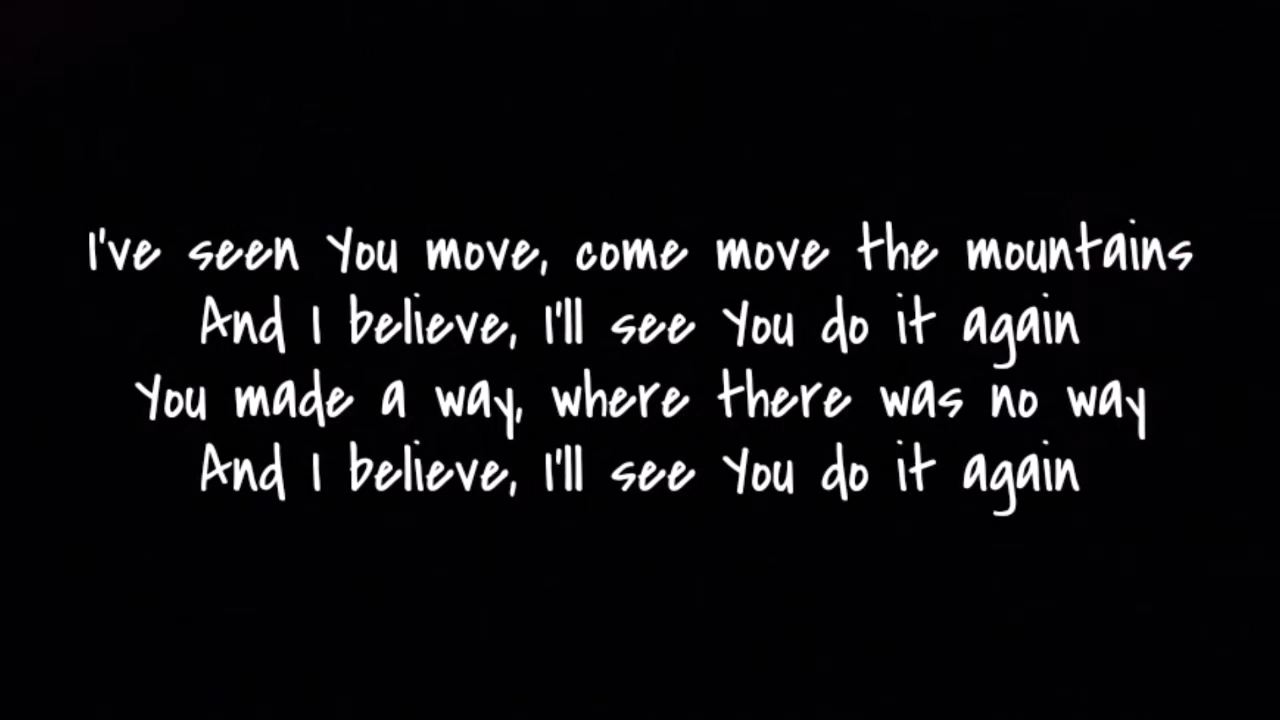 I've seen You move, come move the mountains
And I believe, I'll see You do it again
You made a way, where there was no way
And I believe, I'll see You do it again